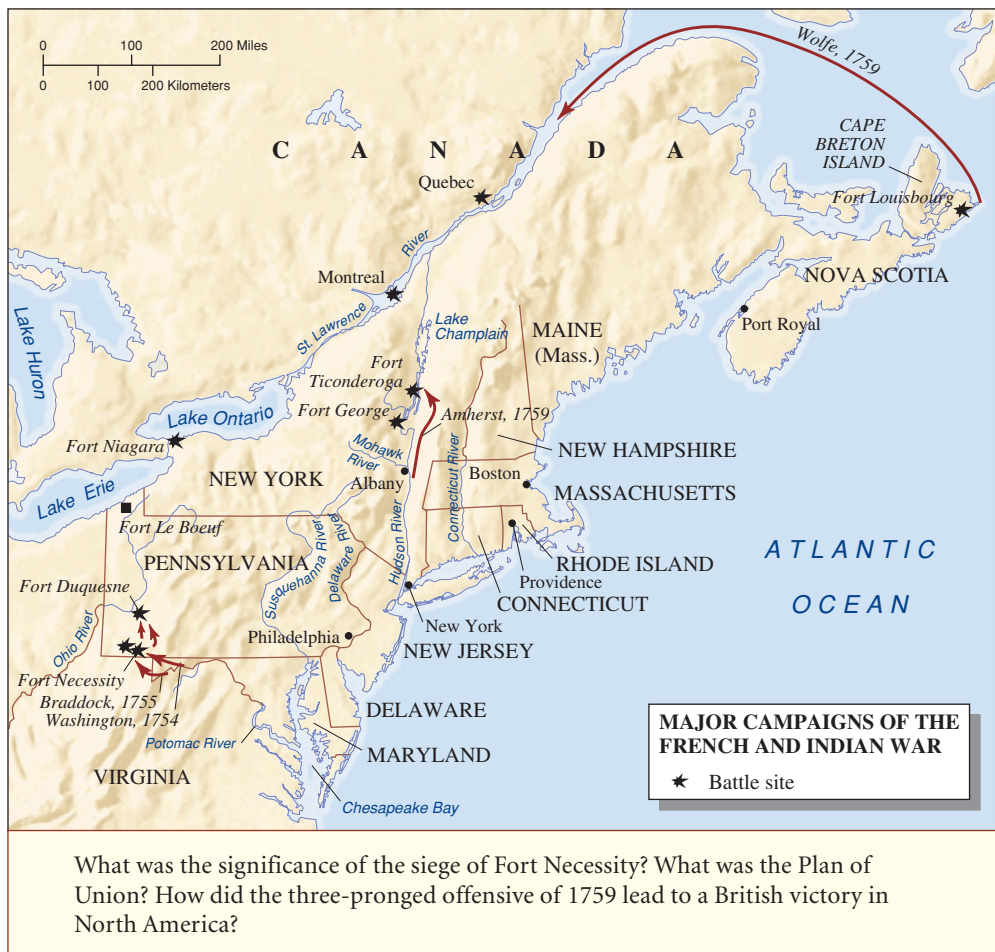 0 100 200 Miles
0 100 200 Kilometers
Wolfe, 1759
CAPE
BRETON
ISLAND
C A N A D A
Quebec
Fort Louisbourg
River
NOVA SCOTIA
Montreal
St. Lawrence
Lake
Champlain
MAINE
(Mass.)
Port Royal
Lake Huron
Fort
Ticonderoga
Lake Ontario
Fort George
Amherst, 1759
Fort Niagara
Mohawk
River
NEW HAMPSHIRE
NEW YORK
Albany
Connecticut River
Boston
MASSACHUSETTS
Lake Erie
Fort Le Boeuf
Susquehanna River
Delaware River
Hudson River
PENNSYLVANIA
RHODE ISLAND
ATLANTIC
OCEAN
Fort Duquesne
Providence
CONNECTICUT
Ohio River
Philadelphia
New York
NEW JERSEY
Fort Necessity
Braddock, 1755
Washington, 1754
DELAWARE
Potomac River
MARYLAND
VIRGINIA
Chesapeake Bay
MAJOR CAMPAIGNS OF THE
FRENCH AND INDIAN WAR
Battle site
What was the significance of the siege of Fort Necessity? What was the Plan of
Union? How did the three-pronged offensive of 1759 lead to a British victory in
North America?